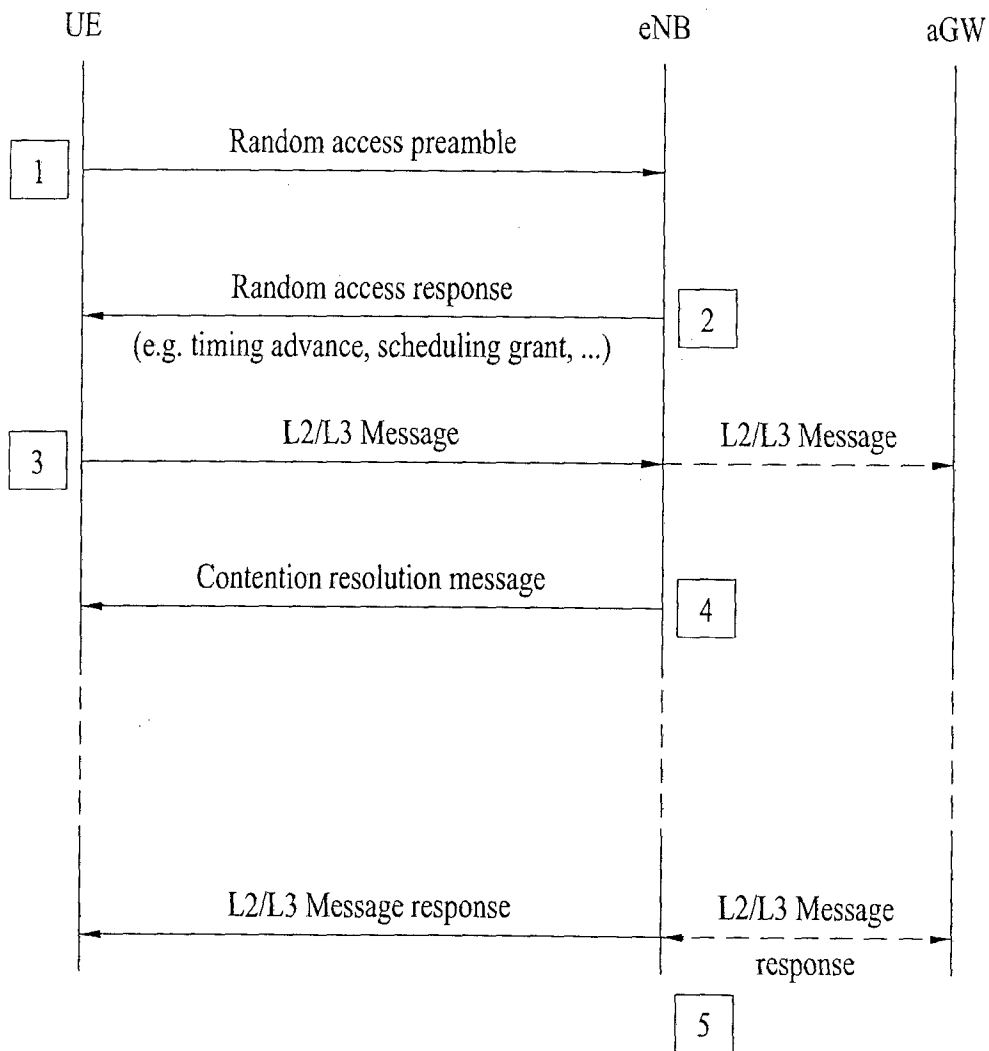 UE eNB aGW
Random access preamble
1
Random access response
2
(e.g. timing advance, scheduling grant, ...)
L2/L3 Message L2/L3 Message
3
Contention resolution message
4
L2/L3 Message response L2/L3 Message
response
5